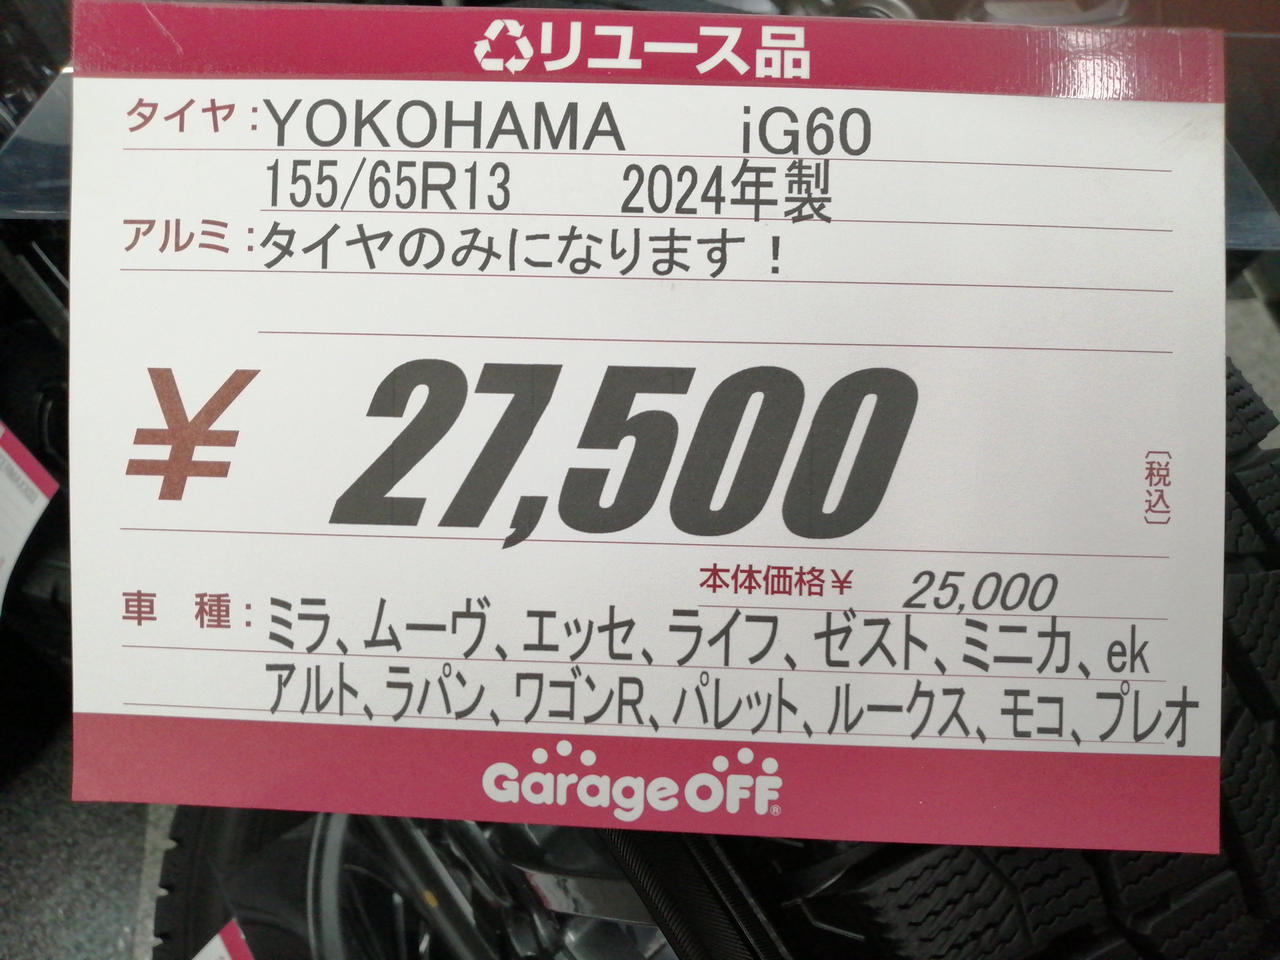 リユース品
タイヤ:YOKOHAMA iG60
155/65R13 2024年製
アルミ:タイヤのみになります！
¥ 27,500
〔税込〕
本体価格¥ 25,000
車種:ミラ、ムーヴ、エッセ、ライフ、ゼスト、ミニカ、ek
アルト、ラパン、ワゴンR、パレット、ルークス、モコ、プレオ
GarageOFF®